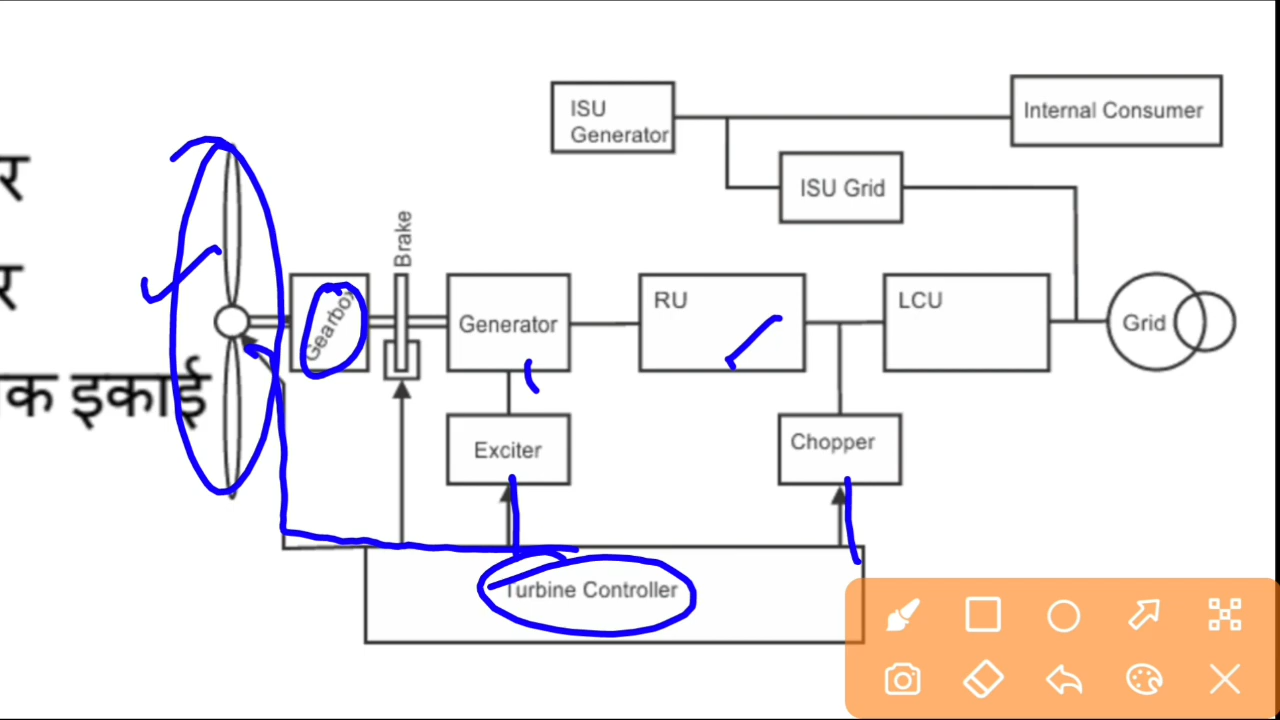 ISU
Generator
Internal Consumer
ISU Grid
Brake
Gearbox
Generator
RU
LCU
Grid
क इकाई
Exciter
Chopper
Turbine Controller